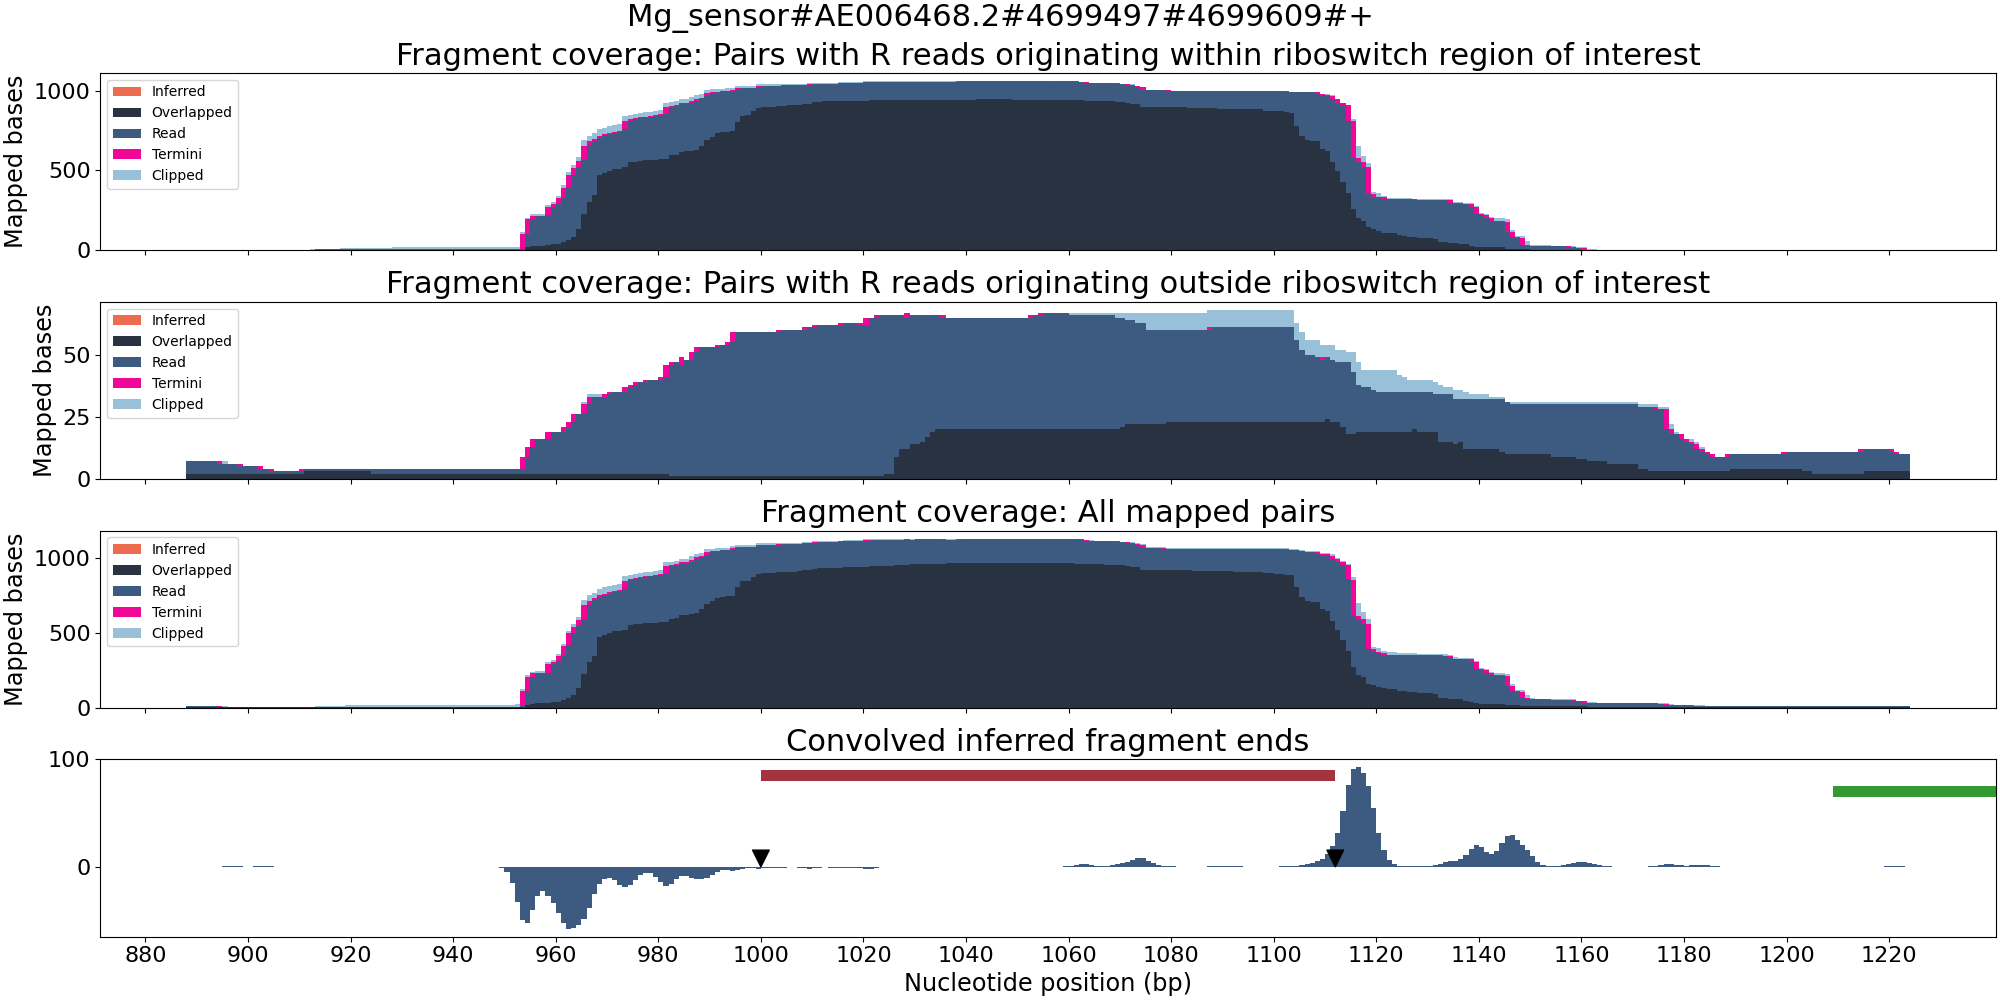 Mg_sensor#AE006468.2#4699497#4699609#+
Fragment coverage: Pairs with R reads originating within riboswitch region of interest
Mapped bases
1000
500
0
Inferred
Overlapped
Read
Termini
Clipped
Fragment coverage: Pairs with R reads originating outside riboswitch region of interest
Mapped bases
50
25
0
Inferred
Overlapped
Read
Termini
Clipped
Fragment coverage: All mapped pairs
Mapped bases
1000
500
0
Inferred
Overlapped
Read
Termini
Clipped
Convolved inferred fragment ends
100
0
880 900 920 940 960 980 1000 1020 1040 1060 1080 1100 1120 1140 1160 1180 1200 1220
Nucleotide position (bp)